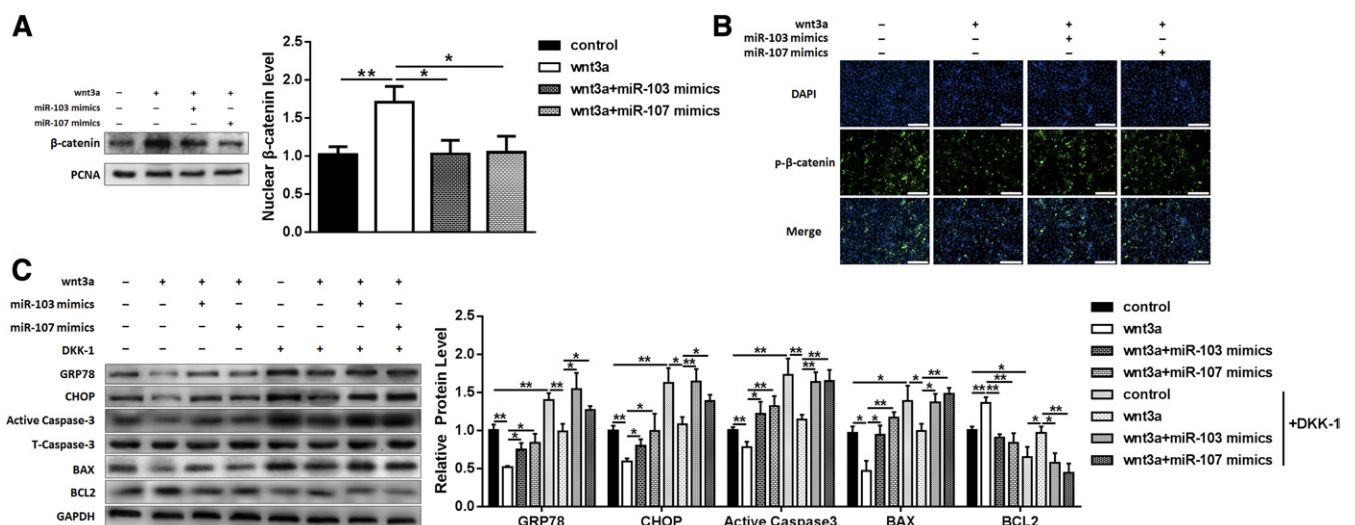 A
wnt3a – + + +
miR-103 mimics – – + –
miR-107 mimics – – – +
β-catenin
PCNA
Nuclear β-catenin level
2.5
2.0
1.5
1.0
0.5
0.0
** * *
control
wnt3a
wnt3a+miR-103 mimics
wnt3a+miR-107 mimics
B
wnt3a – + + +
miR-103 mimics – – + –
miR-107 mimics – – – +
DAPI
p-β-catenin
Merge
C
wnt3a – + + + – + + +
miR-103 mimics – – + – – – + –
miR-107 mimics – – – + – – – +
DKK-1 – – – – + + + +
GRP78
CHOP
Active Caspase-3
T-Caspase-3
BAX
BCL2
GAPDH
Relative Protein Level
2.5
2.0
1.5
1.0
0.5
0.0
** * * ** ** * *
** * * ** * ** *
** * ** ** ** ** **
* ** * * * * **
** ** ** * * * **
GRP78 CHOP Active Caspase3 BAX BCL2
control
wnt3a
wnt3a+miR-103 mimics
wnt3a+miR-107 mimics
control
wnt3a
wnt3a+miR-103 mimics
wnt3a+miR-107 mimics
+DKK-1